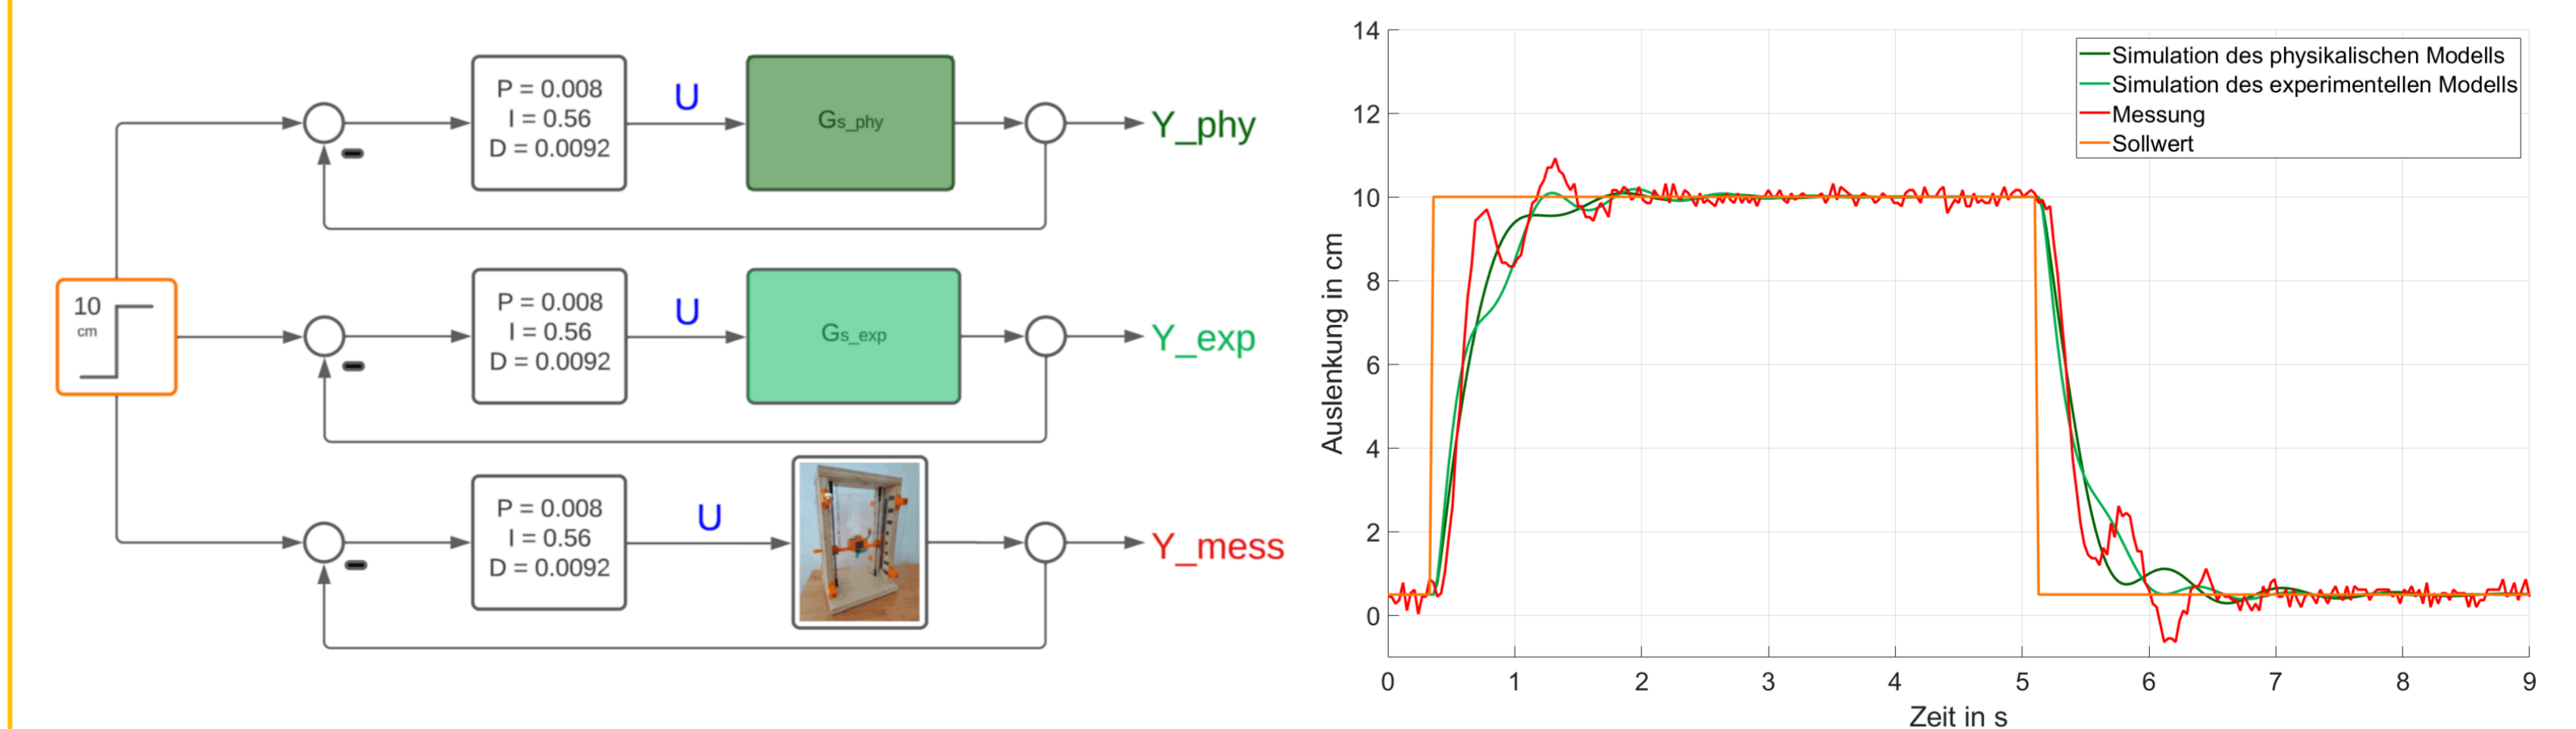 P = 0.008
I = 0.56
D = 0.0092
U
Gs_phy
Y_phy
10
cm
P = 0.008
I = 0.56
D = 0.0092
U
Gs_exp
Y_exp
P = 0.008
I = 0.56
D = 0.0092
U
Y_mess
Auslenkung in cm
14
12
10
8
6
4
2
0
0 1 2 3 4 5 6 7 8 9
Zeit in s
Simulation des physikalischen Modells
Simulation des experimentellen Modells
Messung
Sollwert